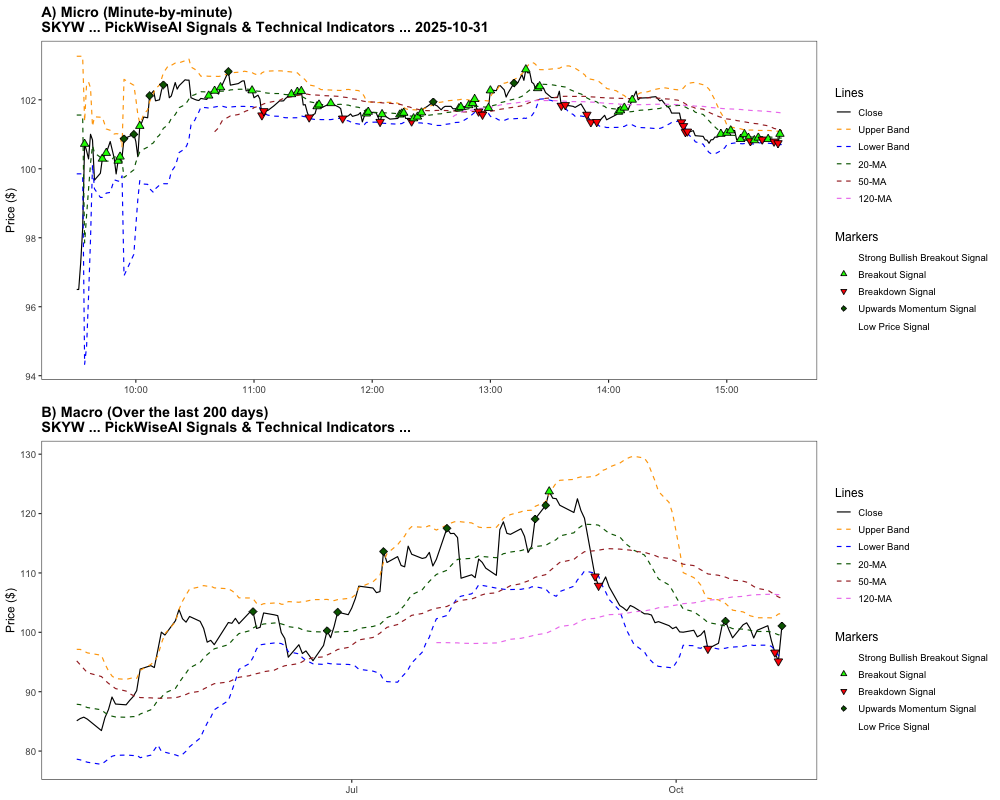 A) Micro (Minute-by-minute)
SKYW ... PickWiseAI Signals & Technical Indicators ... 2025-10-31
Price ($)
102
100
98
96
94
10:00
11:00
12:00
13:00
14:00
15:00
Lines
Close
Upper Band
Lower Band
20-MA
50-MA
120-MA
Markers
Strong Bullish Breakout Signal
Breakout Signal
Breakdown Signal
Upwards Momentum Signal
Low Price Signal
B) Macro (Over the last 200 days)
SKYW ... PickWiseAI Signals & Technical Indicators ...
Price ($)
130
120
110
100
90
80
Jul
Oct
Lines
Close
Upper Band
Lower Band
20-MA
50-MA
120-MA
Markers
Strong Bullish Breakout Signal
Breakout Signal
Breakdown Signal
Upwards Momentum Signal
Low Price Signal